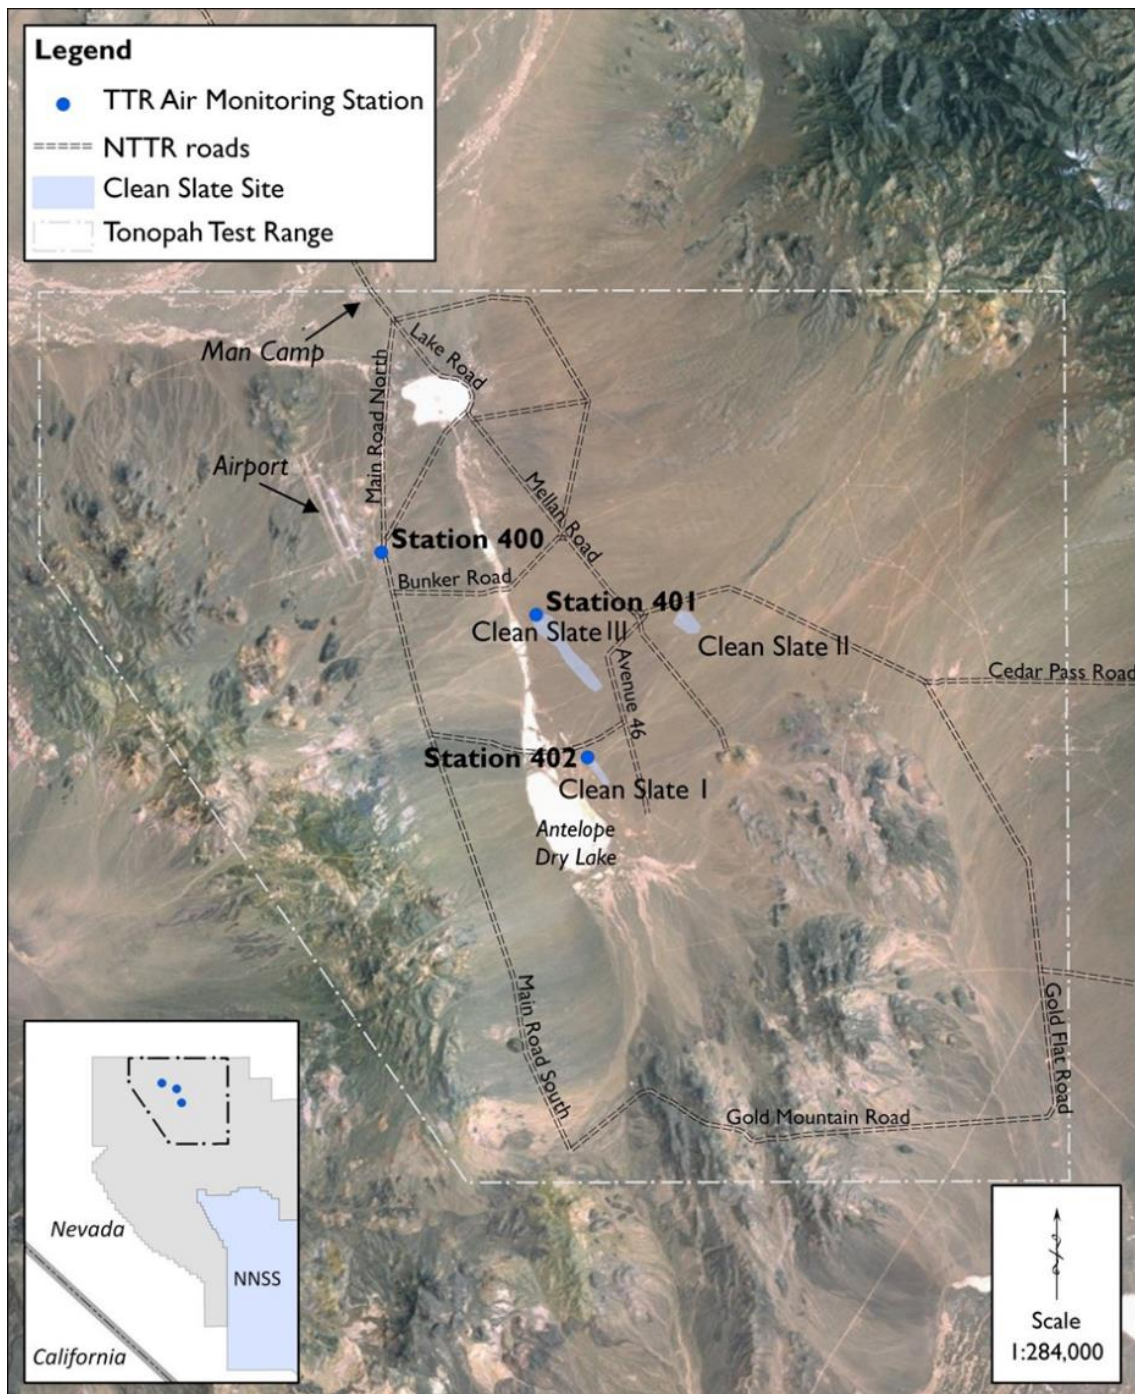 Legend
TTR Air Monitoring Station
NTTR roads
Clean Slate Site
Tonopah Test Range
Man Camp
Lake Road
Main Road North
Airport
Mellan Road
Station 400
Bunker Road
Station 401
Clean Slate III
Clean Slate II
Avenue 46
Cedar Pass Road
Station 402
Clean Slate I
Antelope
Dry Lake
Main Road South
Gold Flat Road
Gold Mountain Road
Nevada
NNSS
California
Scale
1:284,000